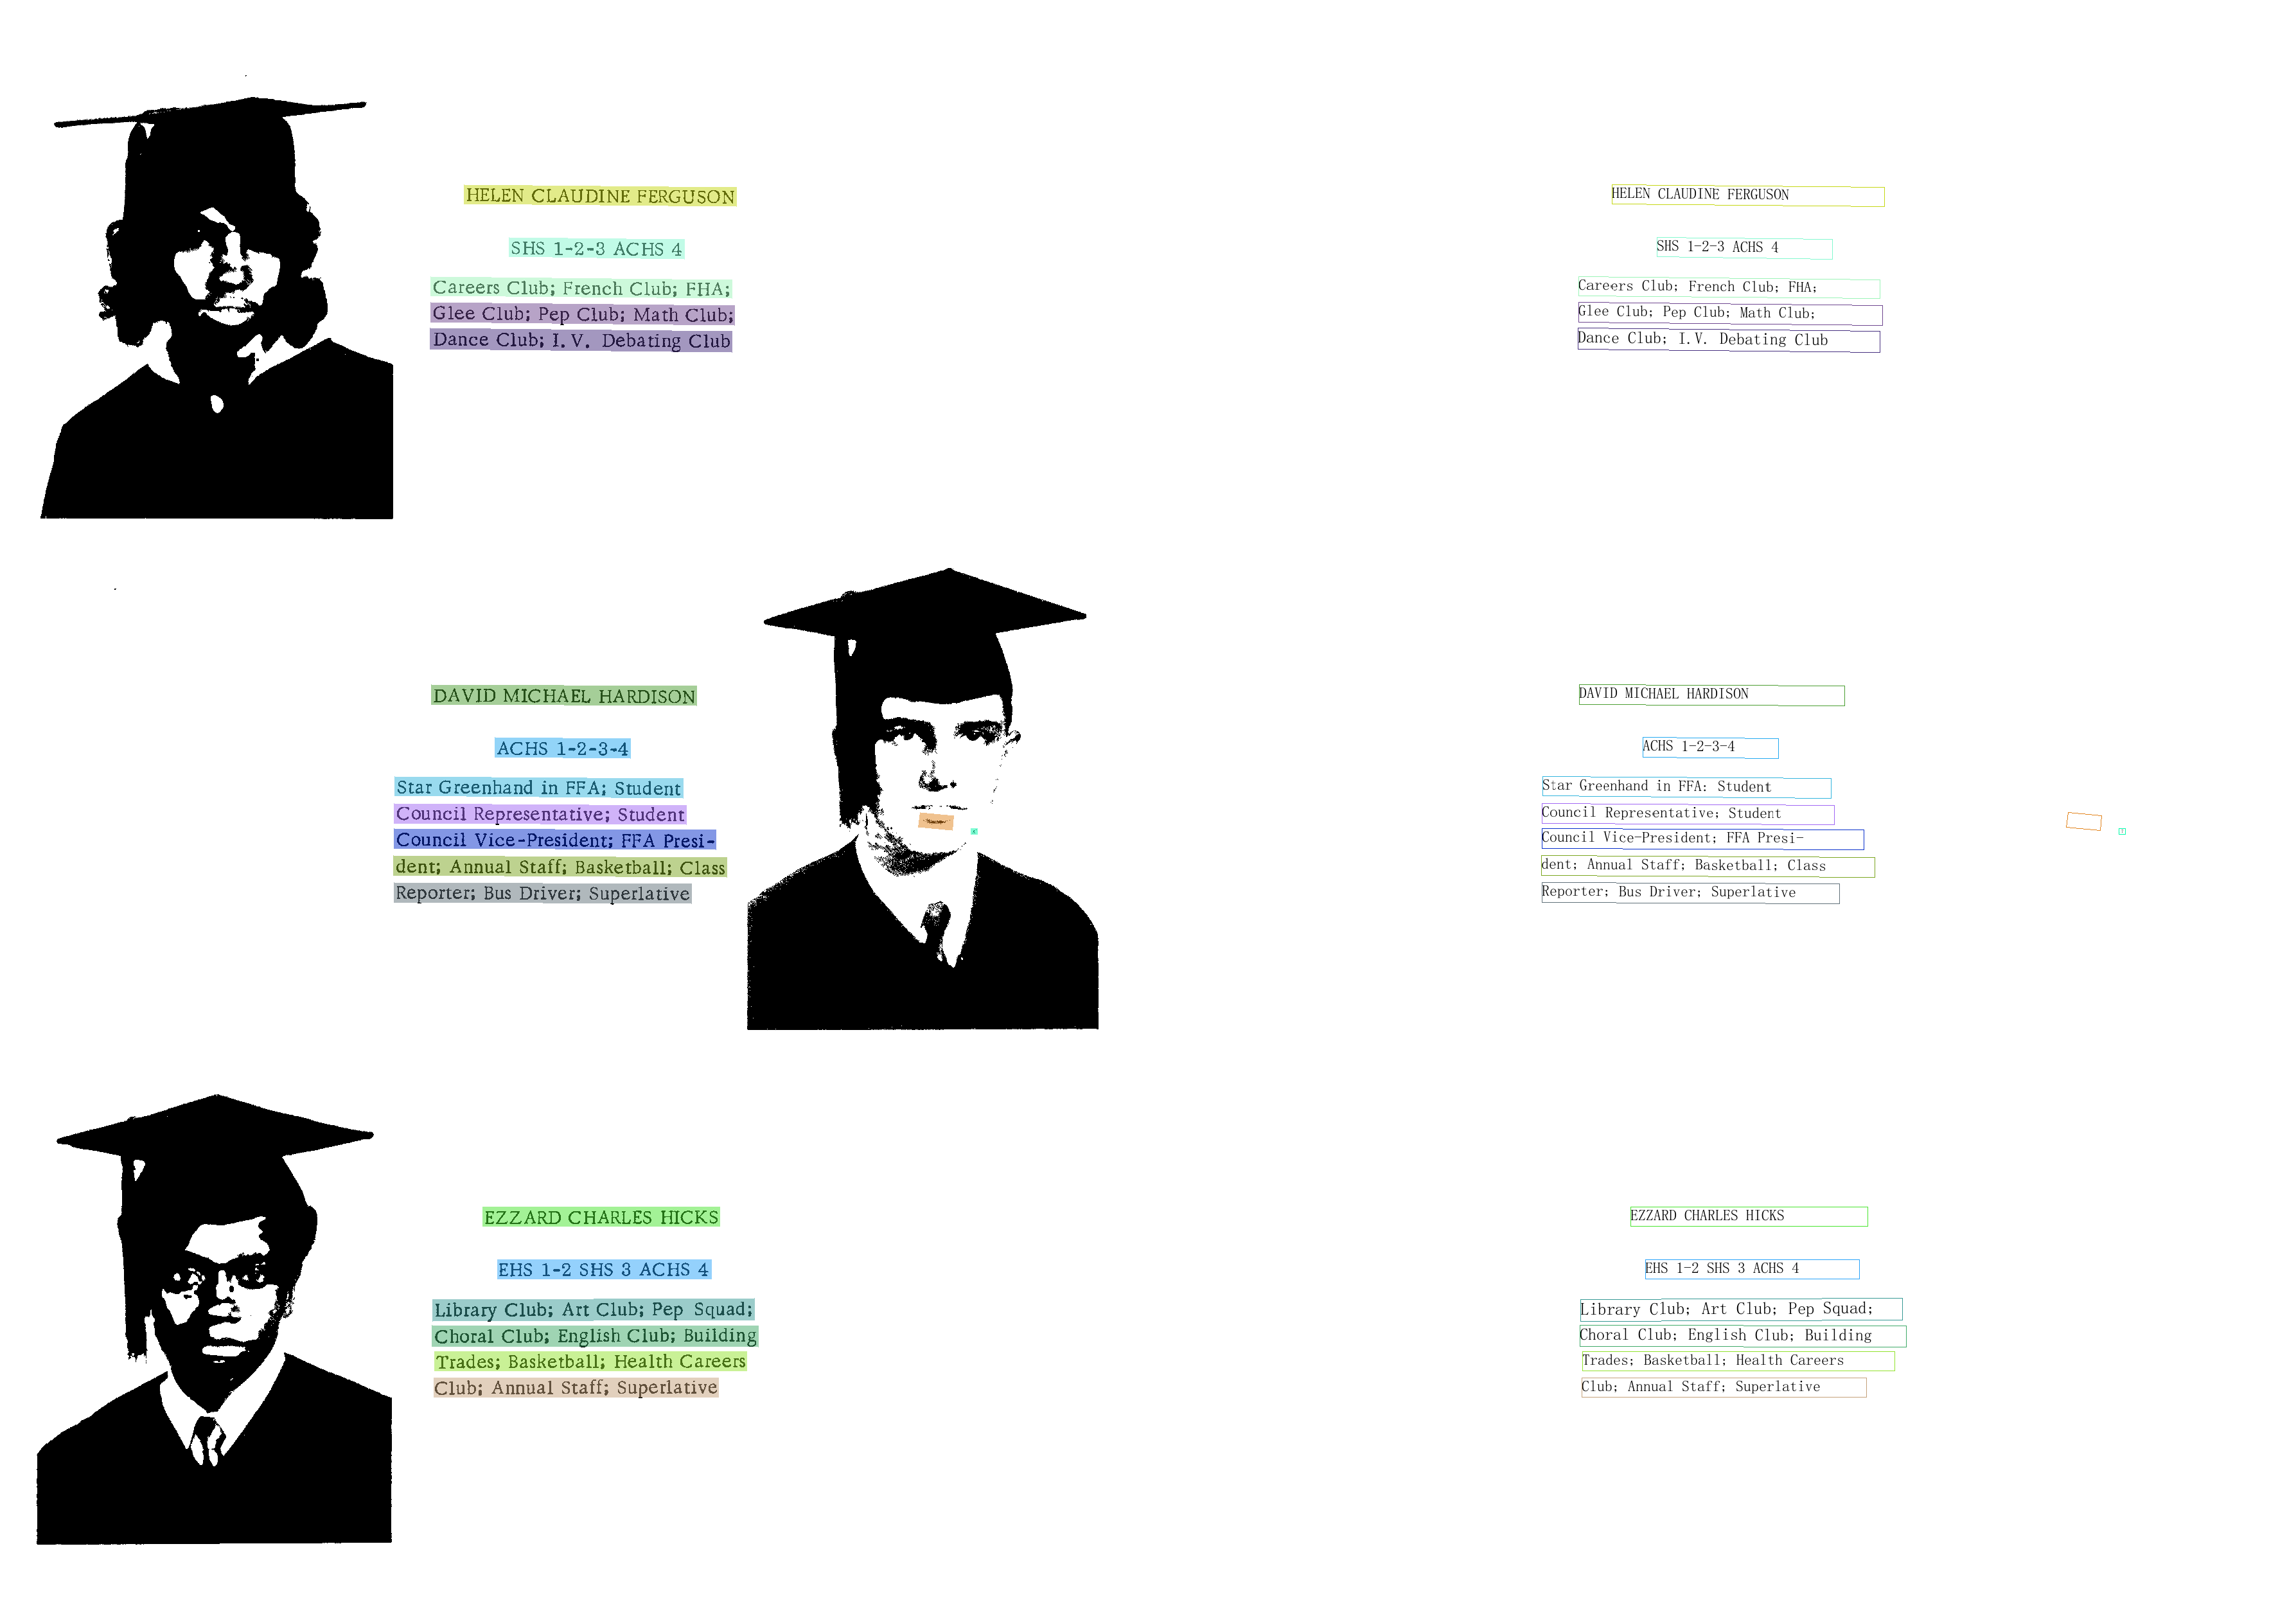 HELEN CLAUDINE FERGUSON
SHS 1-2-3 ACHS 4
Careers Club; French Club; FHA;
Glee Club; Pep Club; Math Club;
Dance Club; I.V. Debating Club
DAVID MICHAEL HARDISON
ACHS 1-2-3-4
Star Greenhand in FFA; Student
Council Representative; Student
Council Vice-President; FFA Presi-
dent; Annual Staff; Basketball; Class
Reporter; Bus Driver; Superlative
EZZARD CHARLES HICKS
EHS 1-2 SHS 3 ACHS 4
Library Club; Art Club; Pep Squad;
Choral Club; English Club; Building
Trades; Basketball; Health Careers
Club; Annual Staff; Superlative
HELEN CLAUDINE FERGUSON
SHS 1-2-3 ACHS 4
Careers Club; French Club; FHA;
Glee Club; Pep Club; Math Club;
Dance Club; I.V. Debating Club
DAVID MICHAEL HARDISON
ACHS 1-2-3-4
Star Greenhand in FFA: Student
Council Representative; Student
Council Vice-President; FFA Presi-
dent; Annual Staff; Basketball; Class
Reporter; Bus Driver; Superlative
EZZARD CHARLES HICKS
EHS 1-2 SHS 3 ACHS 4
Library Club; Art Club; Pep Squad;
Choral Club; English Club; Building
Trades; Basketball; Health Careers
Club; Annual Staff; Superlative